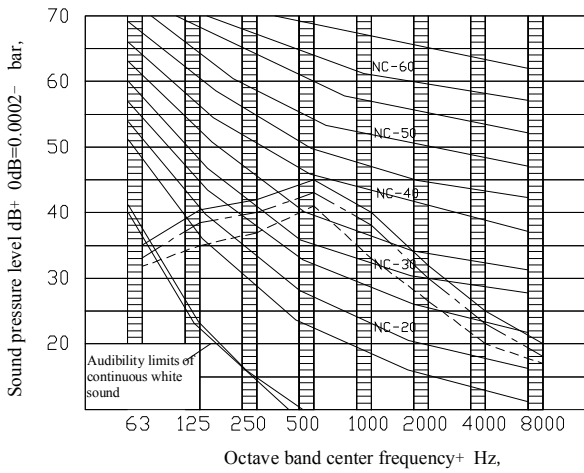 Sound pressure level dB+ 0dB=0.0002− bar,
70
60
50
40
30
20
NC-60
NC-50
NC-40
NC-30
NC-20
Audibility limits of
continuous white
sound
63 125 250 500 1000 2000 4000 8000
Octave band center frequency+ Hz,